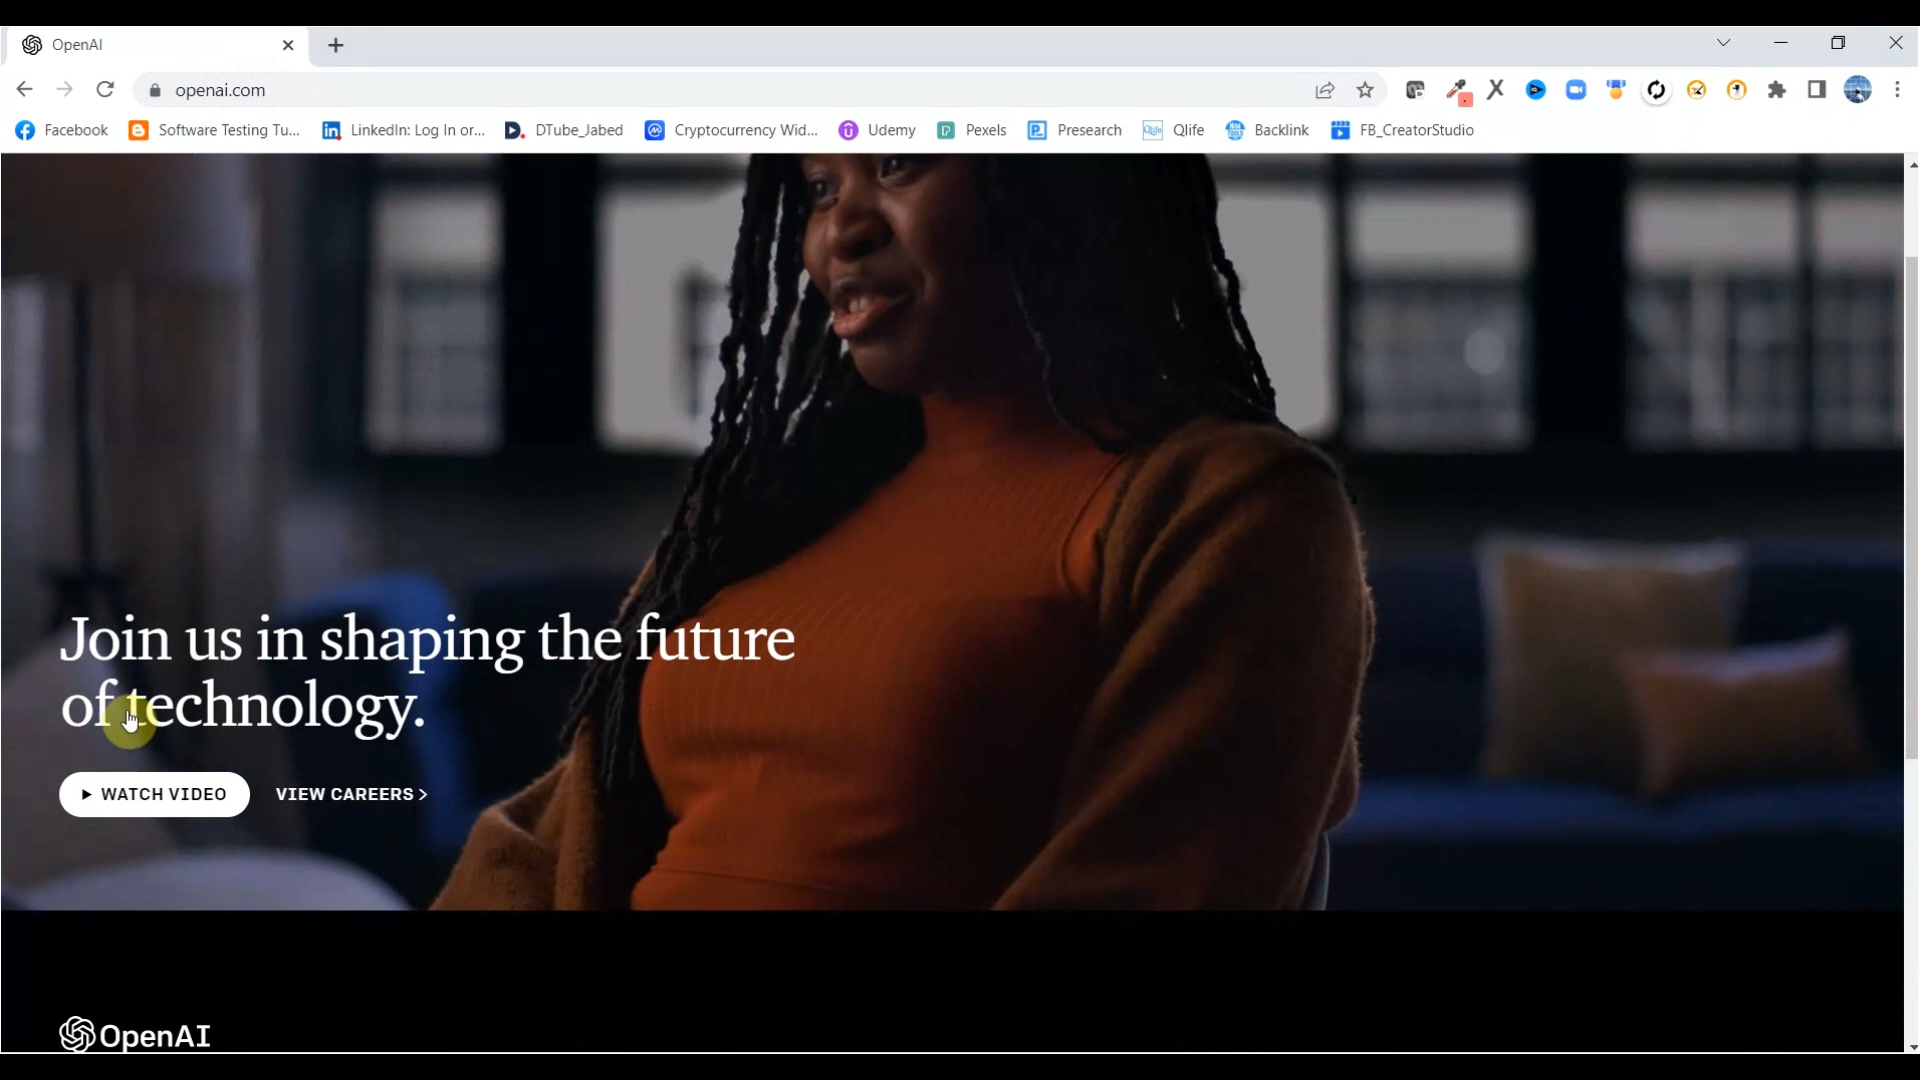 OpenAI
openai.com
Facebook
Software Testing Tu...
LinkedIn: Log In or...
DTube_Jabed
Cryptocurrency Wid...
Udemy
Pexels
Presearch
Qlife
Backlink
FB_CreatorStudio
Join us in shaping the future
of technology.
WATCH VIDEO
VIEW CAREERS >
OpenAI